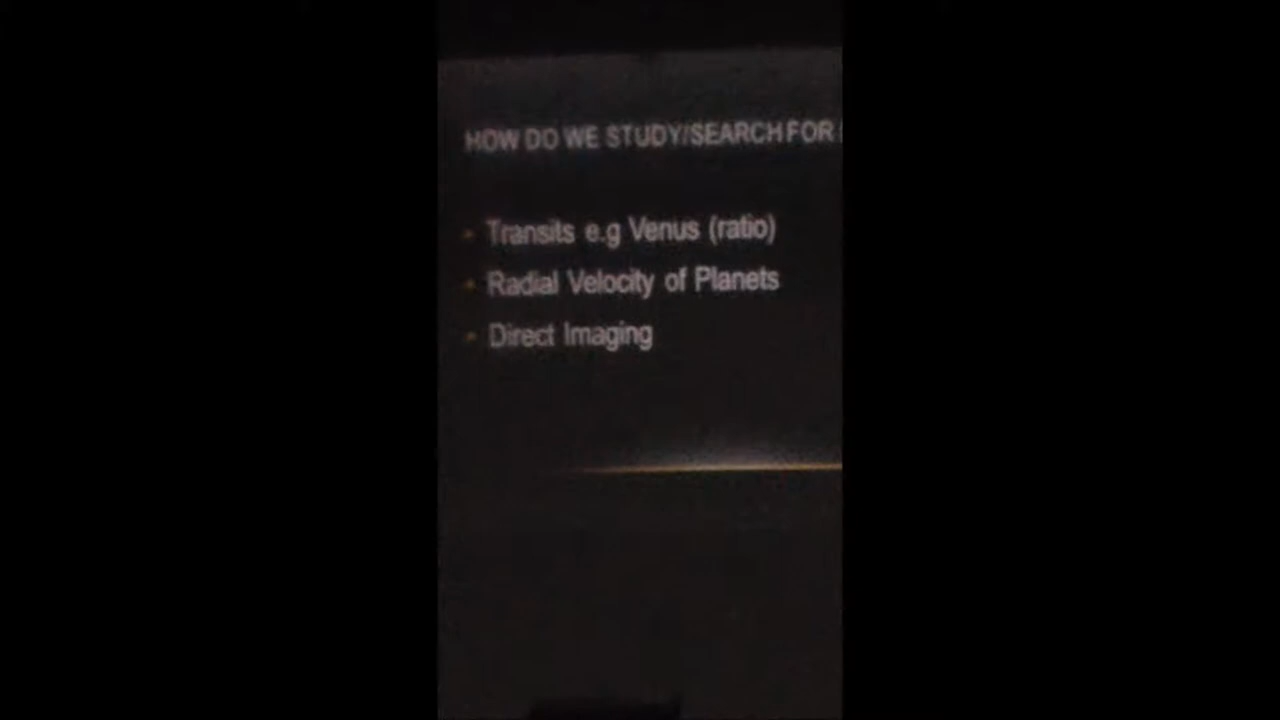 HOW DO WE STUDY/SEARCH FOR
Transits e.g Venus (ratio)
Radial Velocity of Planets
Direct Imaging